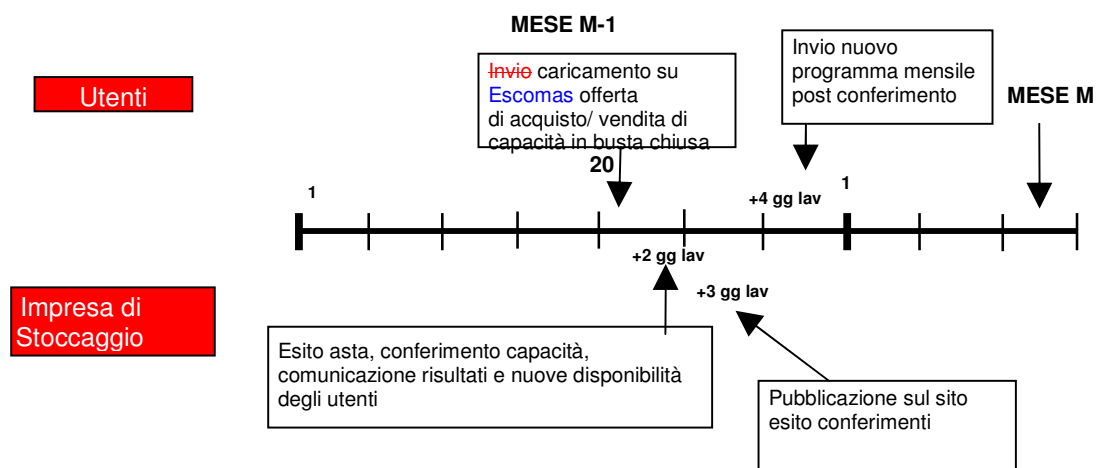 MESE M-1
Utenti
Invio caricamento su
Escomas offerta
di acquisto/ vendita di
capacità in busta chiusa
Invio nuovo
programma mensile
post conferimento
MESE M
20
1
+4 gg lav
1
+2 gg lav
+3 gg lav
Impresa di
Stoccaggio
Esito asta, conferimento capacità,
comunicazione risultati e nuove disponibilità
degli utenti
Pubblicazione sul sito
esito conferimenti